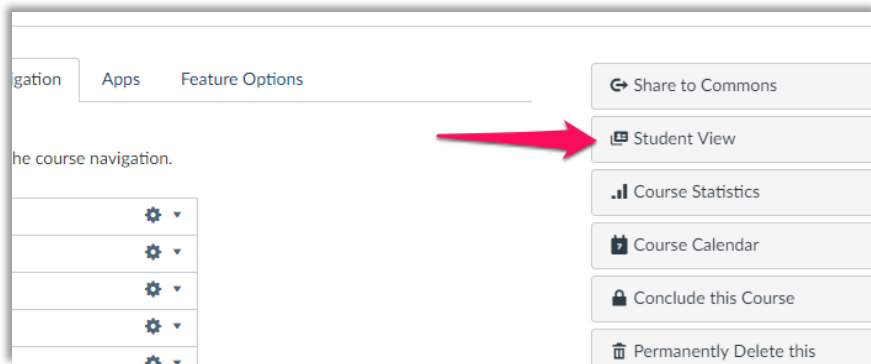 igation Apps Feature Options
he course navigation.
Share to Commons
Student View
Course Statistics
7
Course Calendar
Conclude this Course
Permanently Delete this